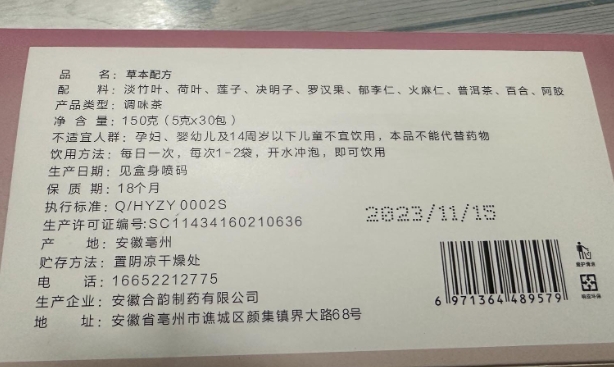 品 名：草本配方
配 料：淡竹叶、荷叶、莲子、决明子、罗汉果、郁李仁、火麻仁、普洱茶、百合、阿胶
产品类型：调味茶
净 含 量：150克（5克x30包）
不适宜人群：孕妇、婴幼儿及14周岁以下儿童不宜饮用，本品不能代替药物
饮用方法：每日一次，每次1-2袋，开水冲泡，即可饮用
生产日期：见盒身喷码
保 质 期：18个月
执行标准：Q/HYZY 0002S
2023/11/15
生产许可证编号:SC11434160210636
产 地：安徽亳州
贮存方法：置阴凉干燥处
电 话：16652212775
生产企业：安徽合韵制药有限公司
地 址：安徽省亳州市谯城区颜集镇界大路68号
6 971364 489579